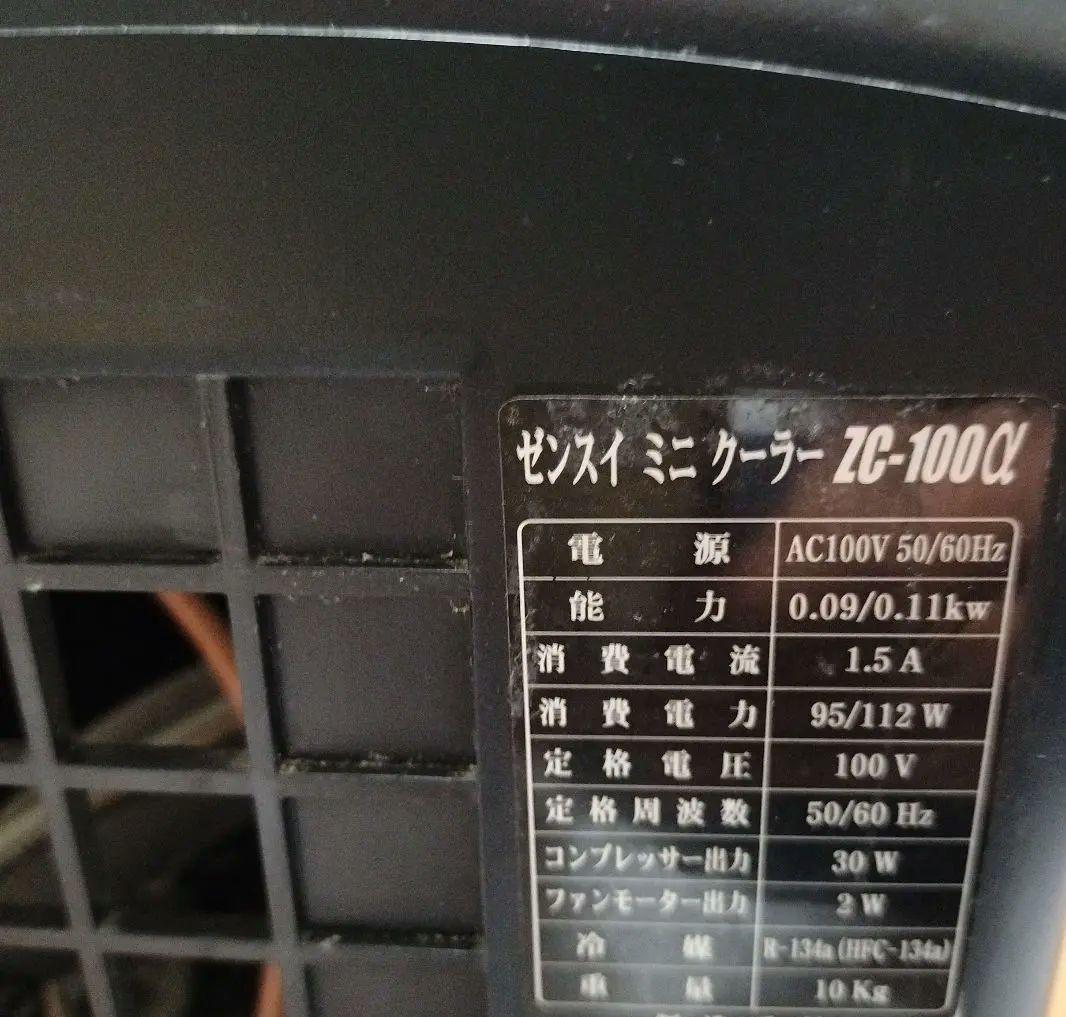 ゼンスイ ミニ クーラー ZC-100α
電源 AC100V 50/60Hz
能力 0.09/0.11kw
消費電流 1.5 A
消費電力 95/112 W
定格電圧 100 V
定格周波数 50/60 Hz
コンプレッサー出力 30 W
ファンモーター出力 2 W
冷媒 R-134a (HFC-134a)
重量 10 Kg